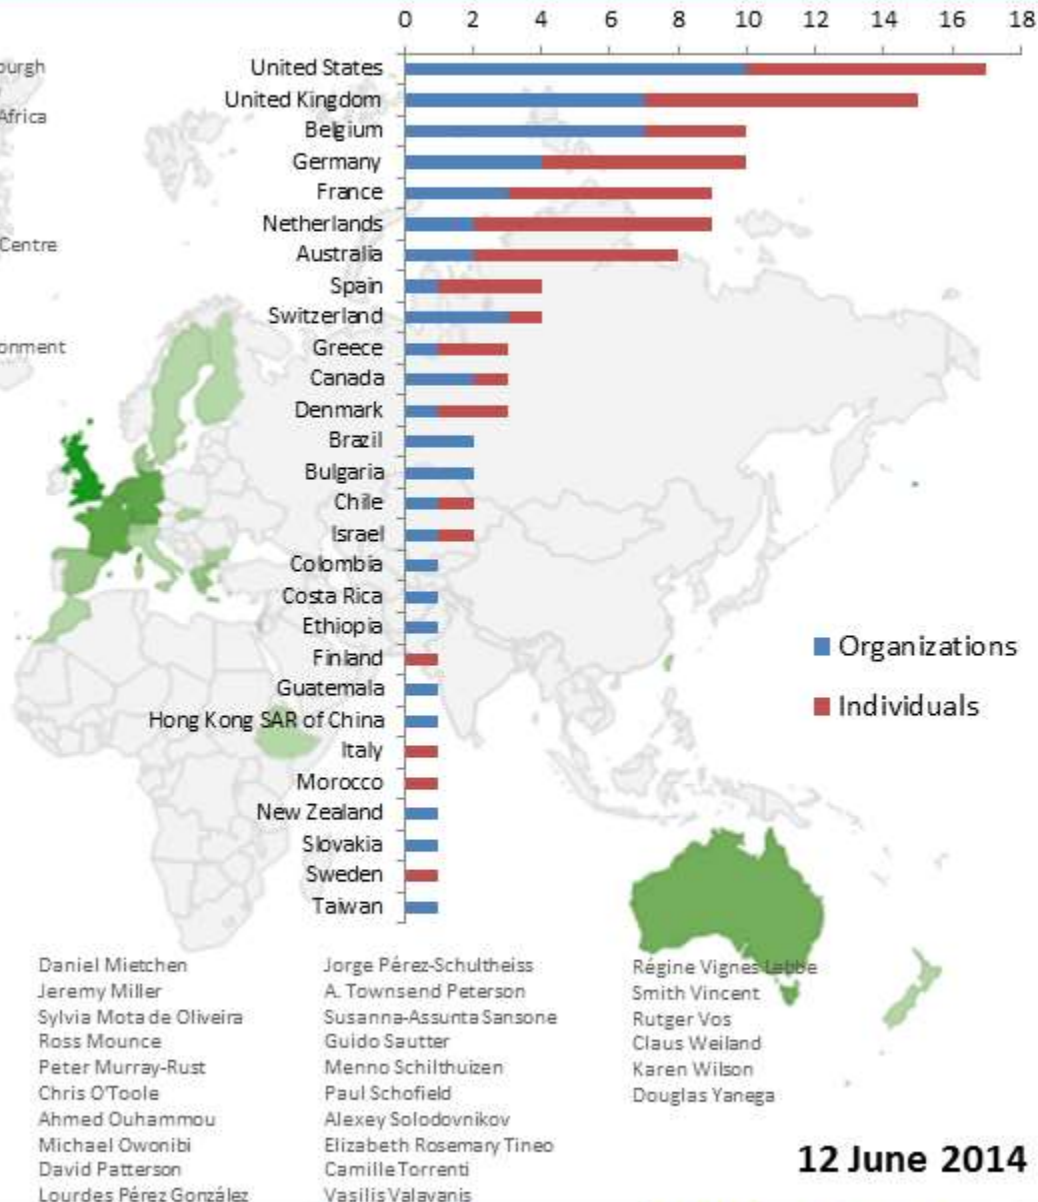 0 2 4 6 8 10 12 14 16 18
United States
Africa
United Kingdom
Belgium
Germany
France
Netherlands
Centre
Australia
Spain
Switzerland
Greece
Canada
Denmark
Brazil
Bulgaria
Chile
Israel
Colombia
Costa Rica
Ethiopia
Finland
Guatemala
Hong Kong SAR of China
Italy
Morocco
New Zealand
Slovakia
Sweden
Taiwan
Organizations
Individuals
Daniel Mietchen
Jeremy Miller
Sylvia Mota de Oliveira
Ross Mounce
Peter Murray-Rust
Chris O'Toole
Ahmed Ouhammou
Michael Owonibi
David Patterson
Lourdes Pérez González
Jorge Pérez-Schultheiss
A. Townsend Peterson
Susanna-Assunta Sansone
Guido Sautter
Menno Schilthuizen
Paul Schofield
Alexey Solodovnikov
Elizabeth Rosemary Tineo
Camille Torrenti
Vasilis Valavanis
Régine Vignes Lebbe
Smith Vincent
Rutger Vos
Claus Weiland
Karen Wilson
Douglas Yanega
12 June 2014